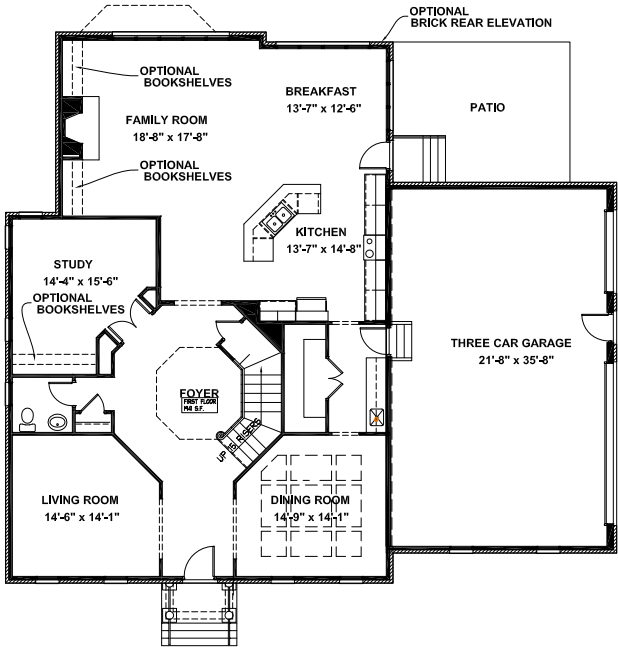 OPTIONAL
BRICK REAR ELEVATION
OPTIONAL
BOOKSHELVES
BREAKFAST
13'-7" x 12'-6"
PATIO
FAMILY ROOM
18'-8" x 17'-8"
OPTIONAL
BOOKSHELVES
KITCHEN
13'-7" x 14'-8"
STUDY
14'-4" x 15'-6"
OPTIONAL
BOOKSHELVES
THREE CAR GARAGE
21'-8" x 35'-8"
FOYER
FIRST FLOOR
S.F.
UP 15 RISERS
LIVING ROOM
14'-6" x 14'-1"
DINING ROOM
14'-9" x 14'-1"